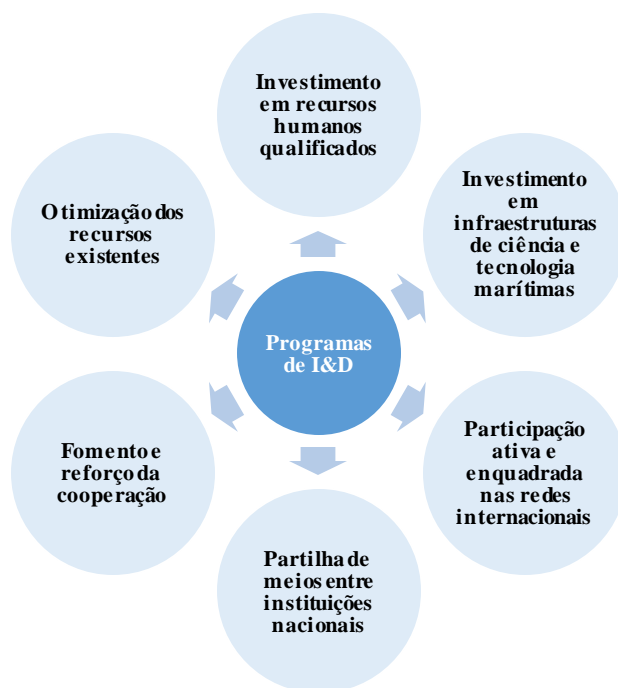 Investimento
em recursos
humanos
qualificados
Investimento
em
infraestruturas
de ciência e
tecnologia
marítimas
Participação
ativa e
enquadrada
nas redes
internacionais
Partilha de
meios entre
instituições
nacionais
Fomento e
reforço da
cooperação
Otimização dos
recursos
existentes
Programas
de I&D